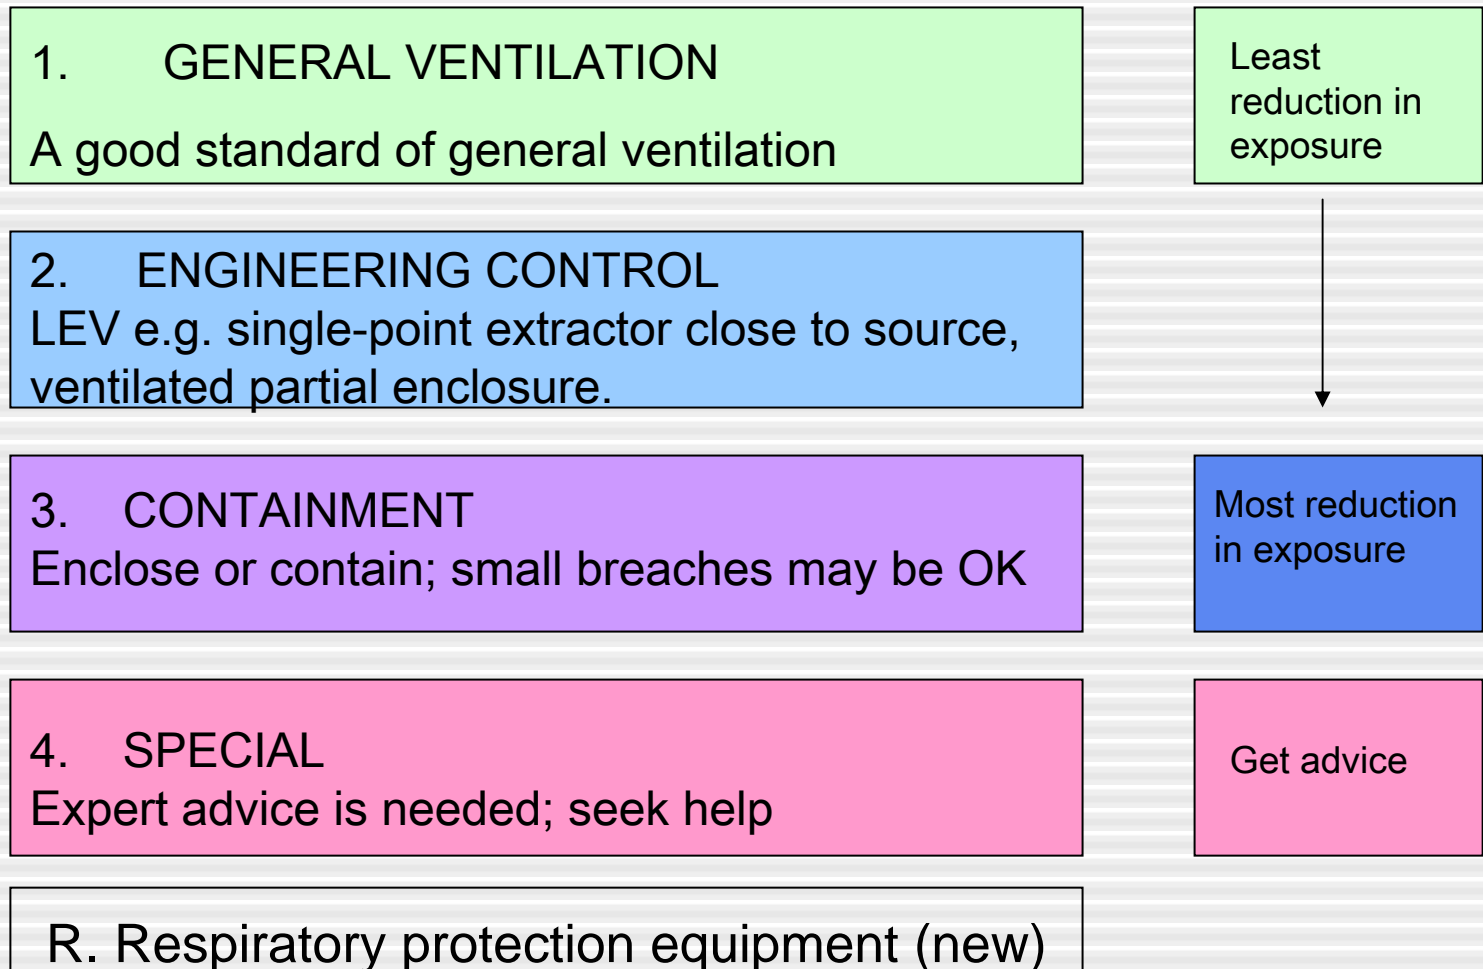 1. GENERAL VENTILATION
A good standard of general ventilation
Least
reduction in
exposure
2. ENGINEERING CONTROL
LEV e.g. single-point extractor close to source,
ventilated partial enclosure.
3. CONTAINMENT
Enclose or contain; small breaches may be OK
Most reduction
in exposure
4. SPECIAL
Expert advice is needed; seek help
Get advice
R. Respiratory protection equipment (new)